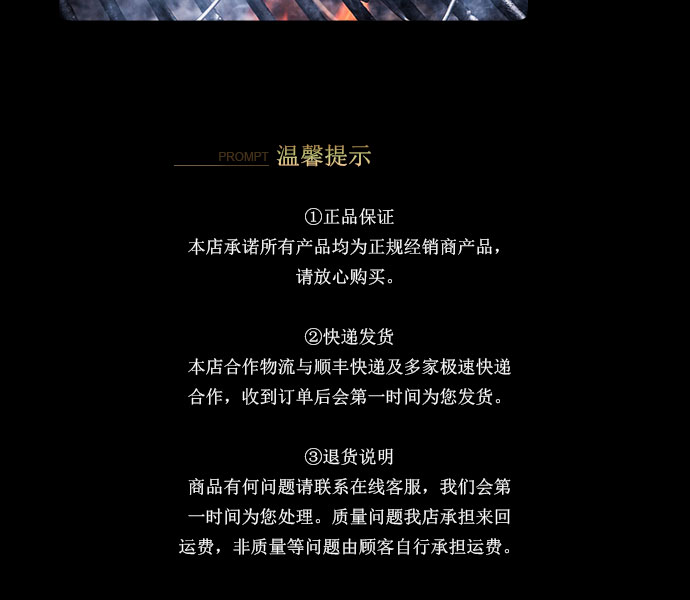 PROMPT 温馨提示
①正品保证
本店承诺所有产品均为正规经销商产品，
请放心购买。
②快递发货
本店合作物流与顺丰快递及多家极速快递
合作，收到订单后会第一时间为您发货。
③退货说明
商品有何问题请联系在线客服，我们会第
一时间为您处理。质量问题我店承担来回
运费，非质量等问题由顾客自行承担运费。